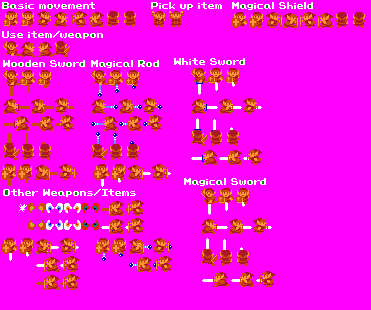 Basic movement
Pick up item
Magical Shield
Use item/weapon
Wooden Sword
Magical Rod
White Sword
Magical Sword
Other Weapons/Items